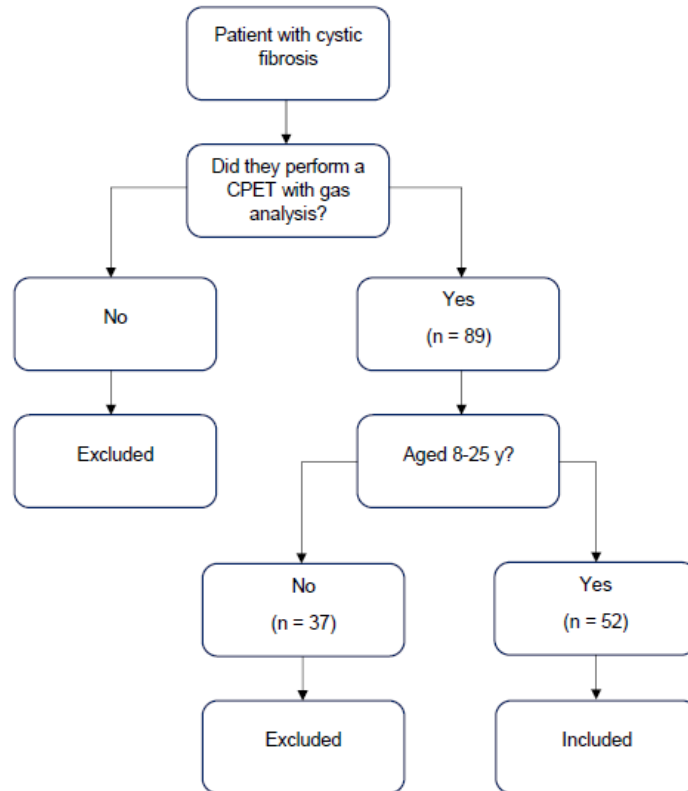 Patient with cystic
fibrosis
Did they perform a
CPET with gas
analysis?
No
Yes
(n = 89)
Excluded
Aged 8-25 y?
No
(n = 37)
Yes
(n = 52)
Excluded
Included